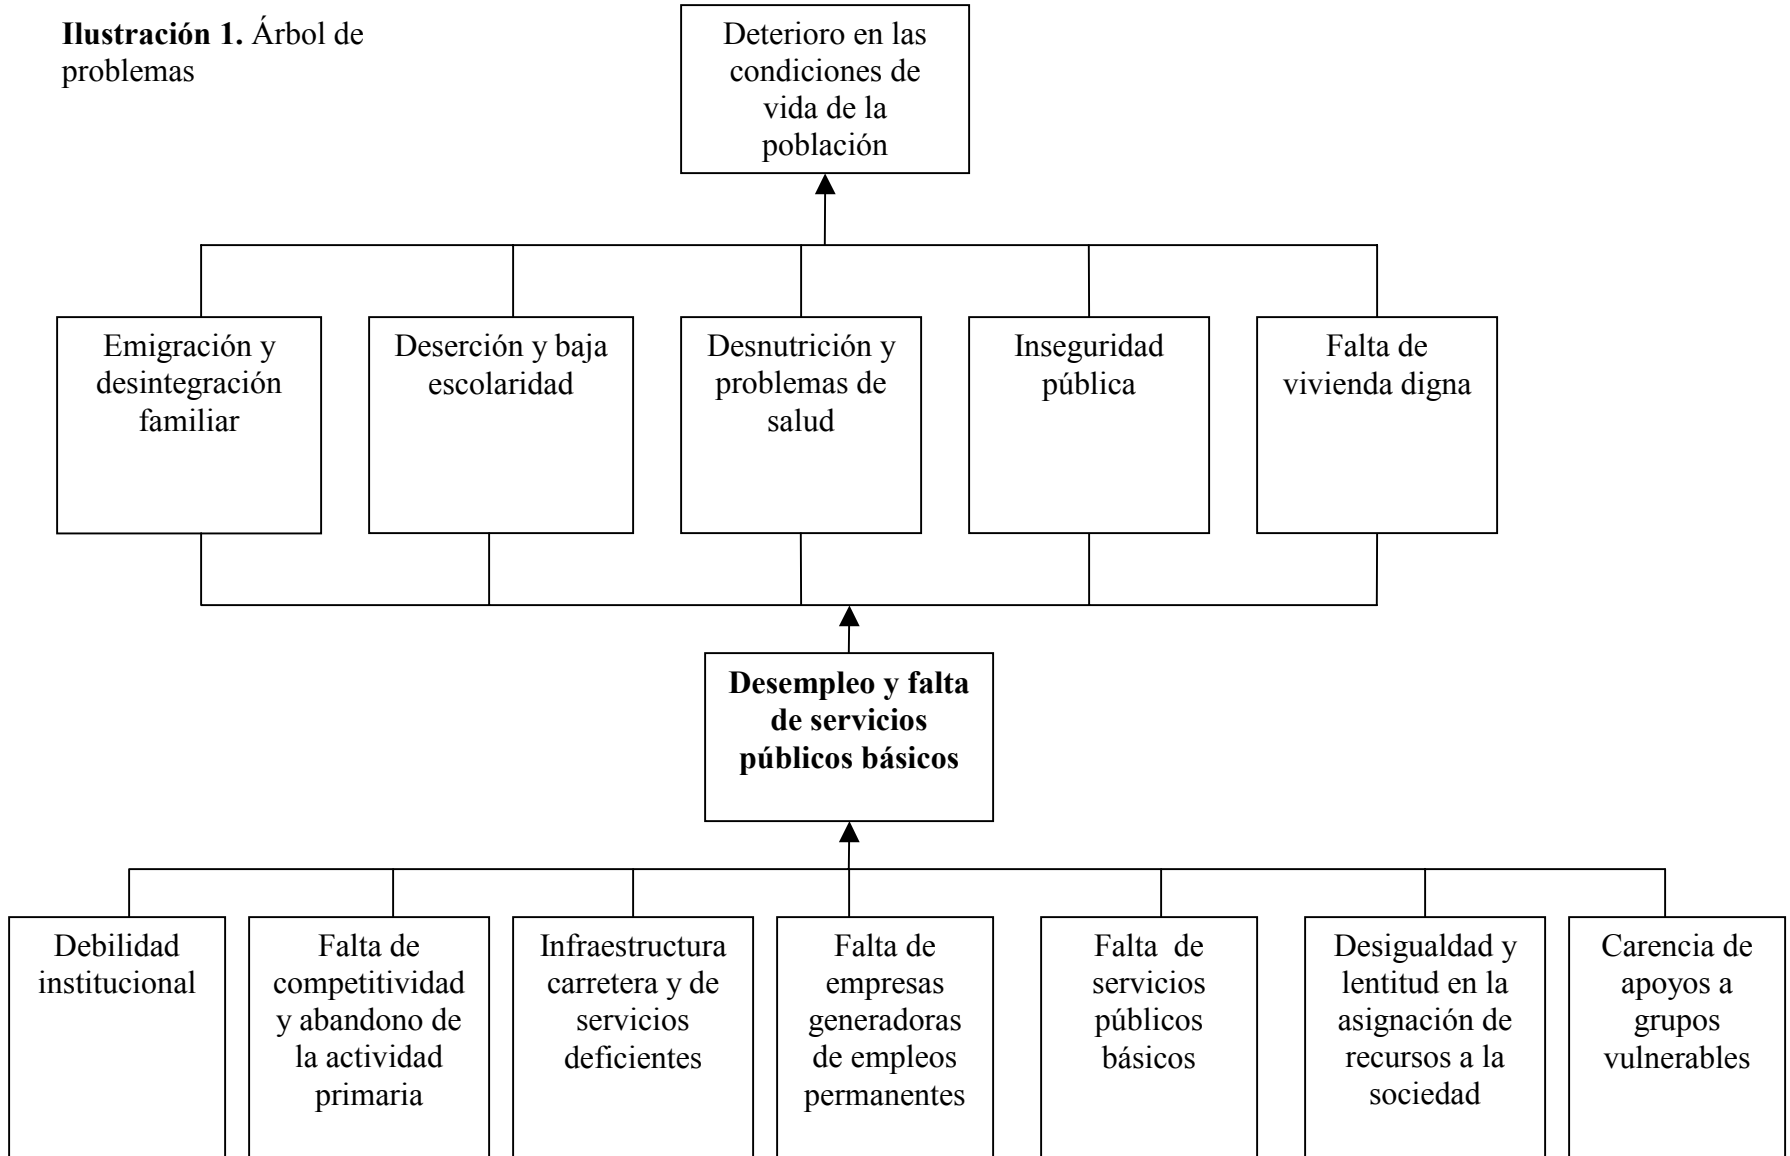 Ilustración 1. Árbol de
problemas
Deterioro en las
condiciones de
vida de la
población
Emigración y
desintegración
familiar
Deserción y baja
escolaridad
Desnutrición y
problemas de
salud
Inseguridad
pública
Falta de
vivienda digna
Desempleo y falta
de servicios
públicos básicos
Debilidad
institucional
Falta de
competitividad
y abandono de
la actividad
primaria
Infraestructura
carretera y de
servicios
deficientes
Falta de
empresas
generadoras
de empleos
permanentes
Falta  de
servicios
públicos
básicos
Desigualdad y
lentitud en la
asignación de
recursos a la
sociedad
Carencia de
apoyos a
grupos
vulnerables